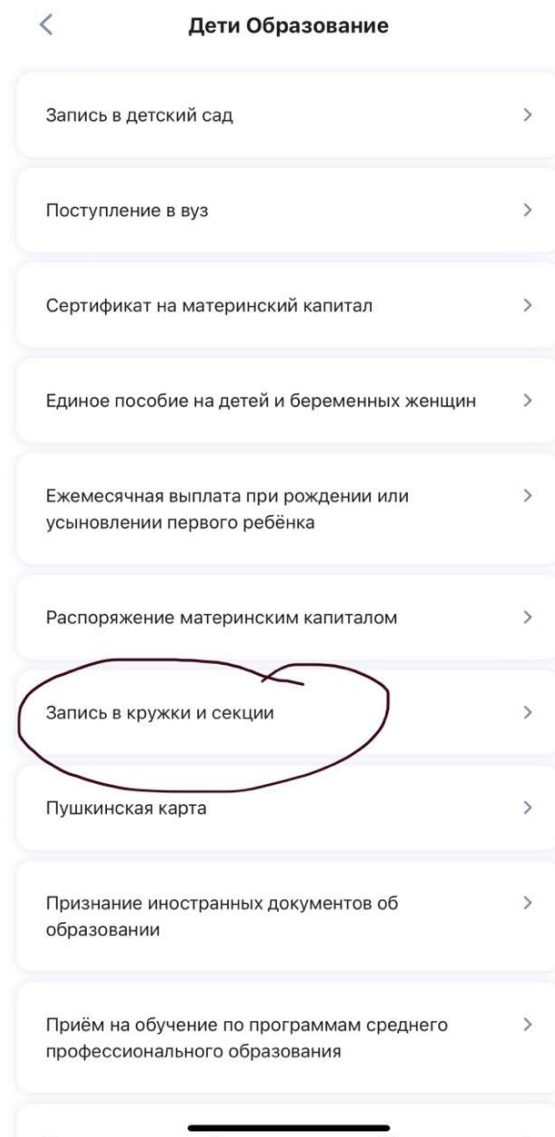 Дети Образование
Запись в детский сад
Поступление в вуз
Сертификат на материнский капитал
Единое пособие на детей и беременных женщин
Ежемесячная выплата при рождении или
усыновлении первого ребёнка
Распоряжение материнским капиталом
Запись в кружки и секции
Пушкинская карта
Признание иностранных документов об
образовании
Приём на обучение по программам среднего
профессионального образования